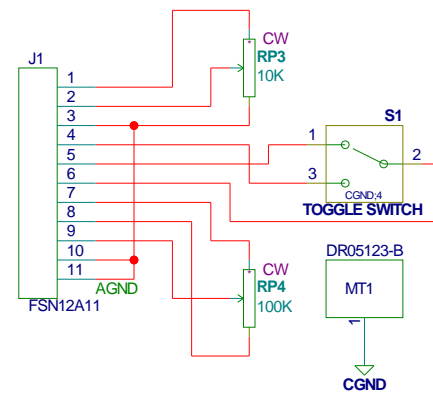 J1
1
2
3
4
5
6
7
8
9
10
11
AGND
FSN12A11
CW
RP3
10K
S1
1
2
3
CGND;4
TOGGLE SWITCH
CW
RP4
100K
DR05123-B
MT1
1
CGND